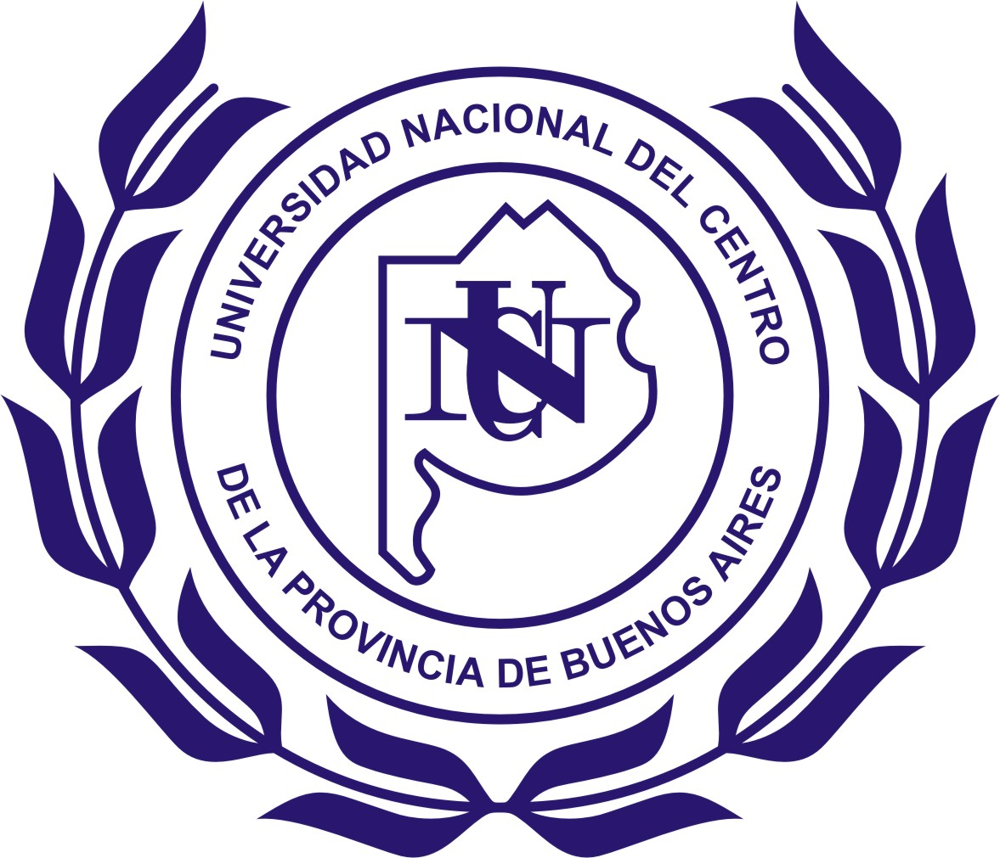 UNIVERSIDAD NACIONAL DEL CENTRO
UNC
DE LA PROVINCIA DE BUENOS AIRES